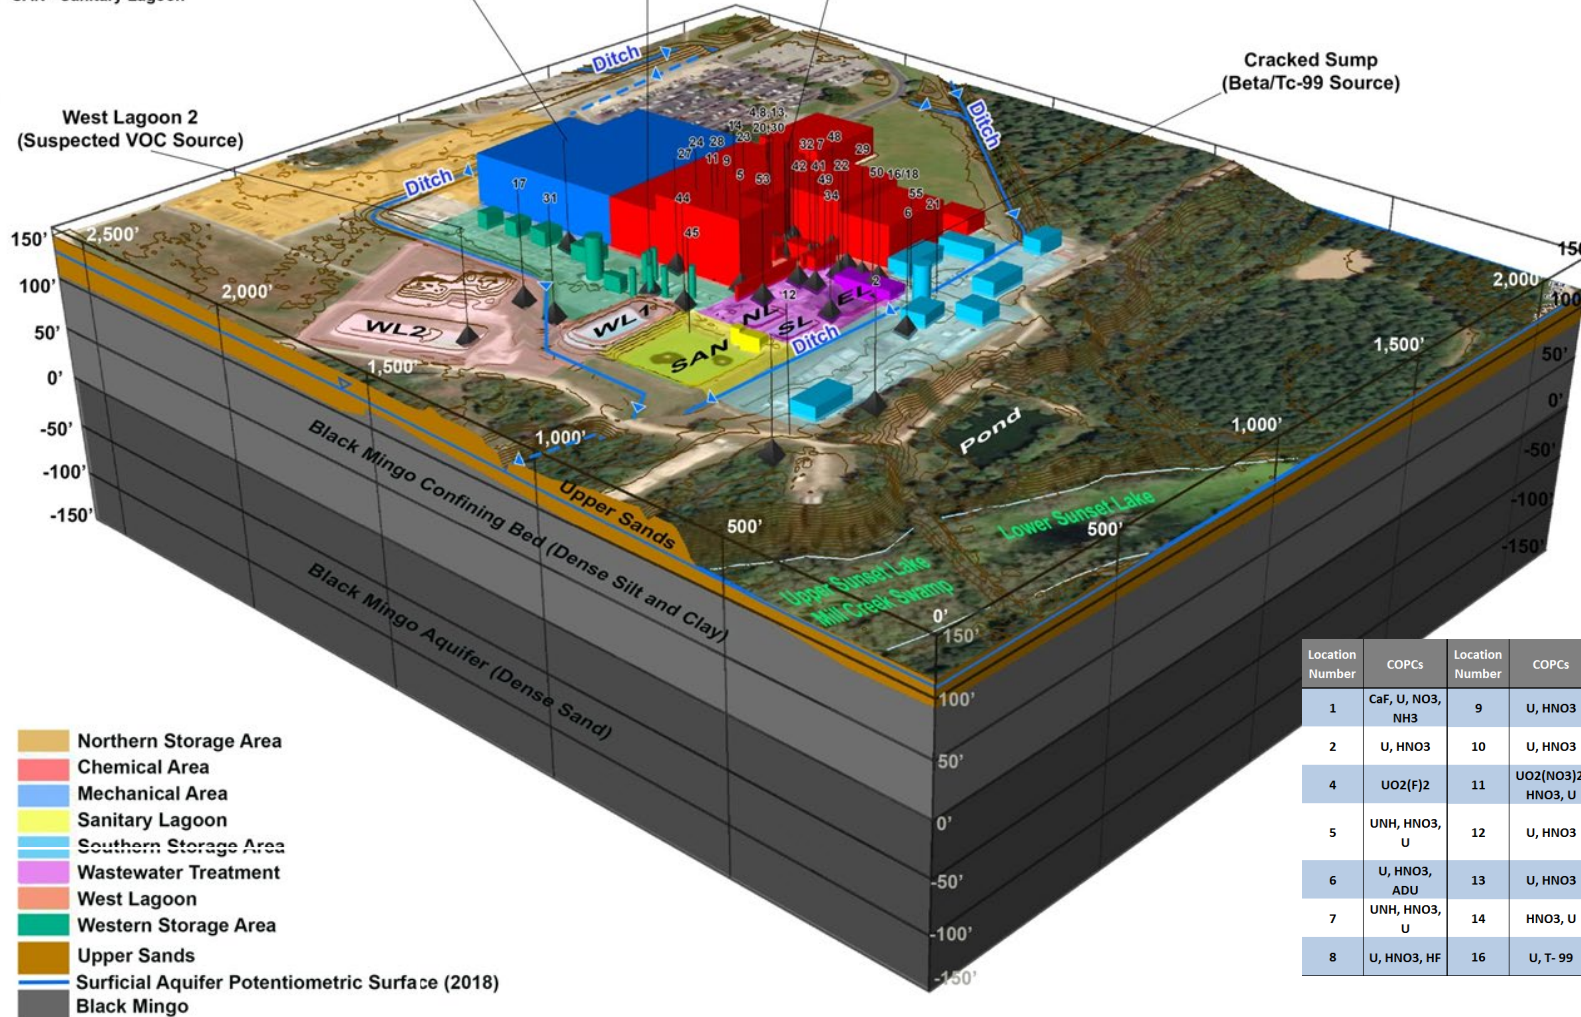 Ditch
Cracked Sump
(Beta/Tc-99 Source)
West Lagoon 2
(Suspected VOC Source)
Ditch
Ditch
4,8,13,
20,30
14
23
24
28
27
11
9
5
53
32
7
48
29
42
41
22
49
34
50
16/18
55
21
6
17
31
44
45
2
12
150'
100'
50'
0'
-50'
-100'
-150'
2,500'
2,000'
1,500'
1,000'
500'
0'
500'
1,000'
1,500'
2,000'
100'
50'
0'
-50'
-100'
-150'
WL2
WL1
SAN
NL
SL
EL
Ditch
Pond
Lower Sunset Lake
Upper Sunset Lake
Mill Creek Swamp
Upper Sands
Black Mingo Confining Bed (Dense Silt and Clay)
Black Mingo Aquifer (Dense Sand)
150'
100'
50'
0'
-50'
-100'
-150'
Northern Storage Area
Chemical Area
Mechanical Area
Sanitary Lagoon
Southern Storage Area
Wastewater Treatment
West Lagoon
Western Storage Area
Upper Sands
Surficial Aquifer Potentiometric Surface (2018)
Black Mingo
Location Number COPCs Location Number COPCs
1 CaF, U, NO3, NH3 9 U, HNO3
2 U, HNO3 10 U, HNO3
4 UO2(F)2 11 UO2(NO3)2 HNO3, U
5 UNH, HNO3, U 12 U, HNO3
6 U, HNO3, ADU 13 U, HNO3
7 UNH, HNO3, U 14 HNO3, U
8 U, HNO3, HF 16 U, T- 99